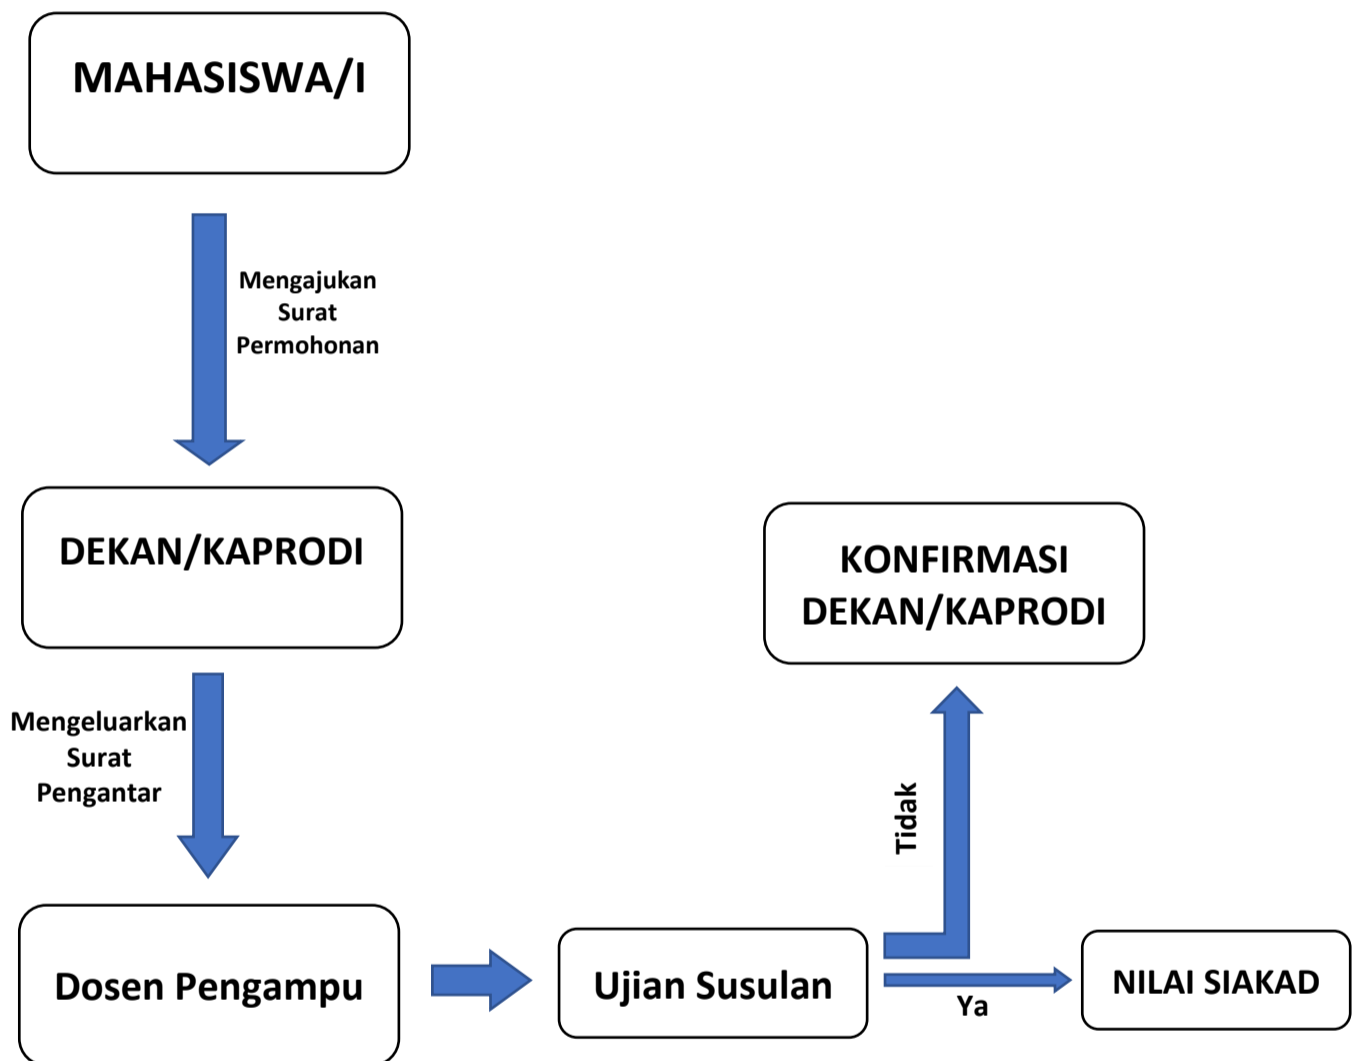 MAHASISWA/I
Mengajukan
Surat
Permohonan
DEKAN/KAPRODI
KONFIRMASI
DEKAN/KAPRODI
Mengeluarkan
Surat
Pengantar
Tidak
Dosen Pengampu
Ujian Susulan
Ya
NILAI SIAKAD